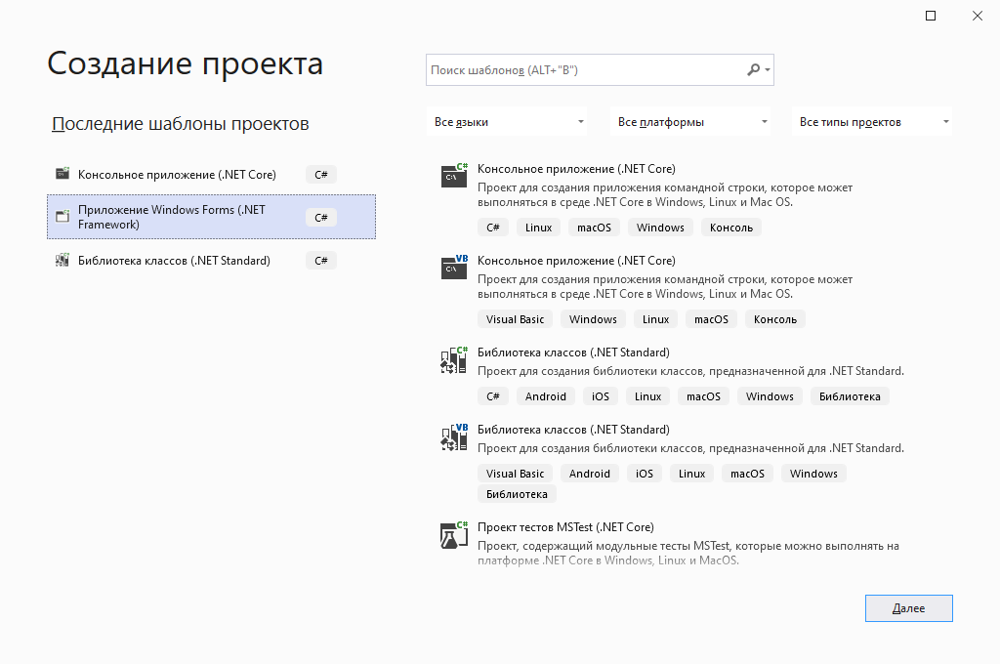 Создание проекта
Последние шаблоны проектов
Консольное приложение (.NET Core) C#
Приложение Windows Forms (.NET
Framework) C#
Библиотека классов (.NET Standard) C#
Поиск шаблонов (ALT+"В")
Все языки Все платформы Все типы проектов
C#
C:\
Консольное приложение (.NET Core)
Проект для создания приложения командной строки, которое может
выполняться в среде .NET Core в Windows, Linux и Mac OS.
C# Linux macOS Windows Консоль
VB
C:\
Консольное приложение (.NET Core)
Проект для создания приложения командной строки, которое может
выполняться в среде .NET Core в Windows, Linux и Mac OS.
Visual Basic Windows Linux macOS Консоль
C#
Библиотека классов (.NET Standard)
Проект для создания библиотеки классов, предназначенной для .NET Standard.
C# Android iOS Linux macOS Windows Библиотека
VB
Библиотека классов (.NET Standard)
Проект для создания библиотеки классов, предназначенной для .NET Standard.
Visual Basic Android iOS Linux macOS Windows
Библиотека
C#
Проект тестов MSTest (.NET Core)
Проект, содержащий модульные тесты MSTest, которые можно выполнять на
платформе .NET Core в Windows, Linux и MacOS.
Далее